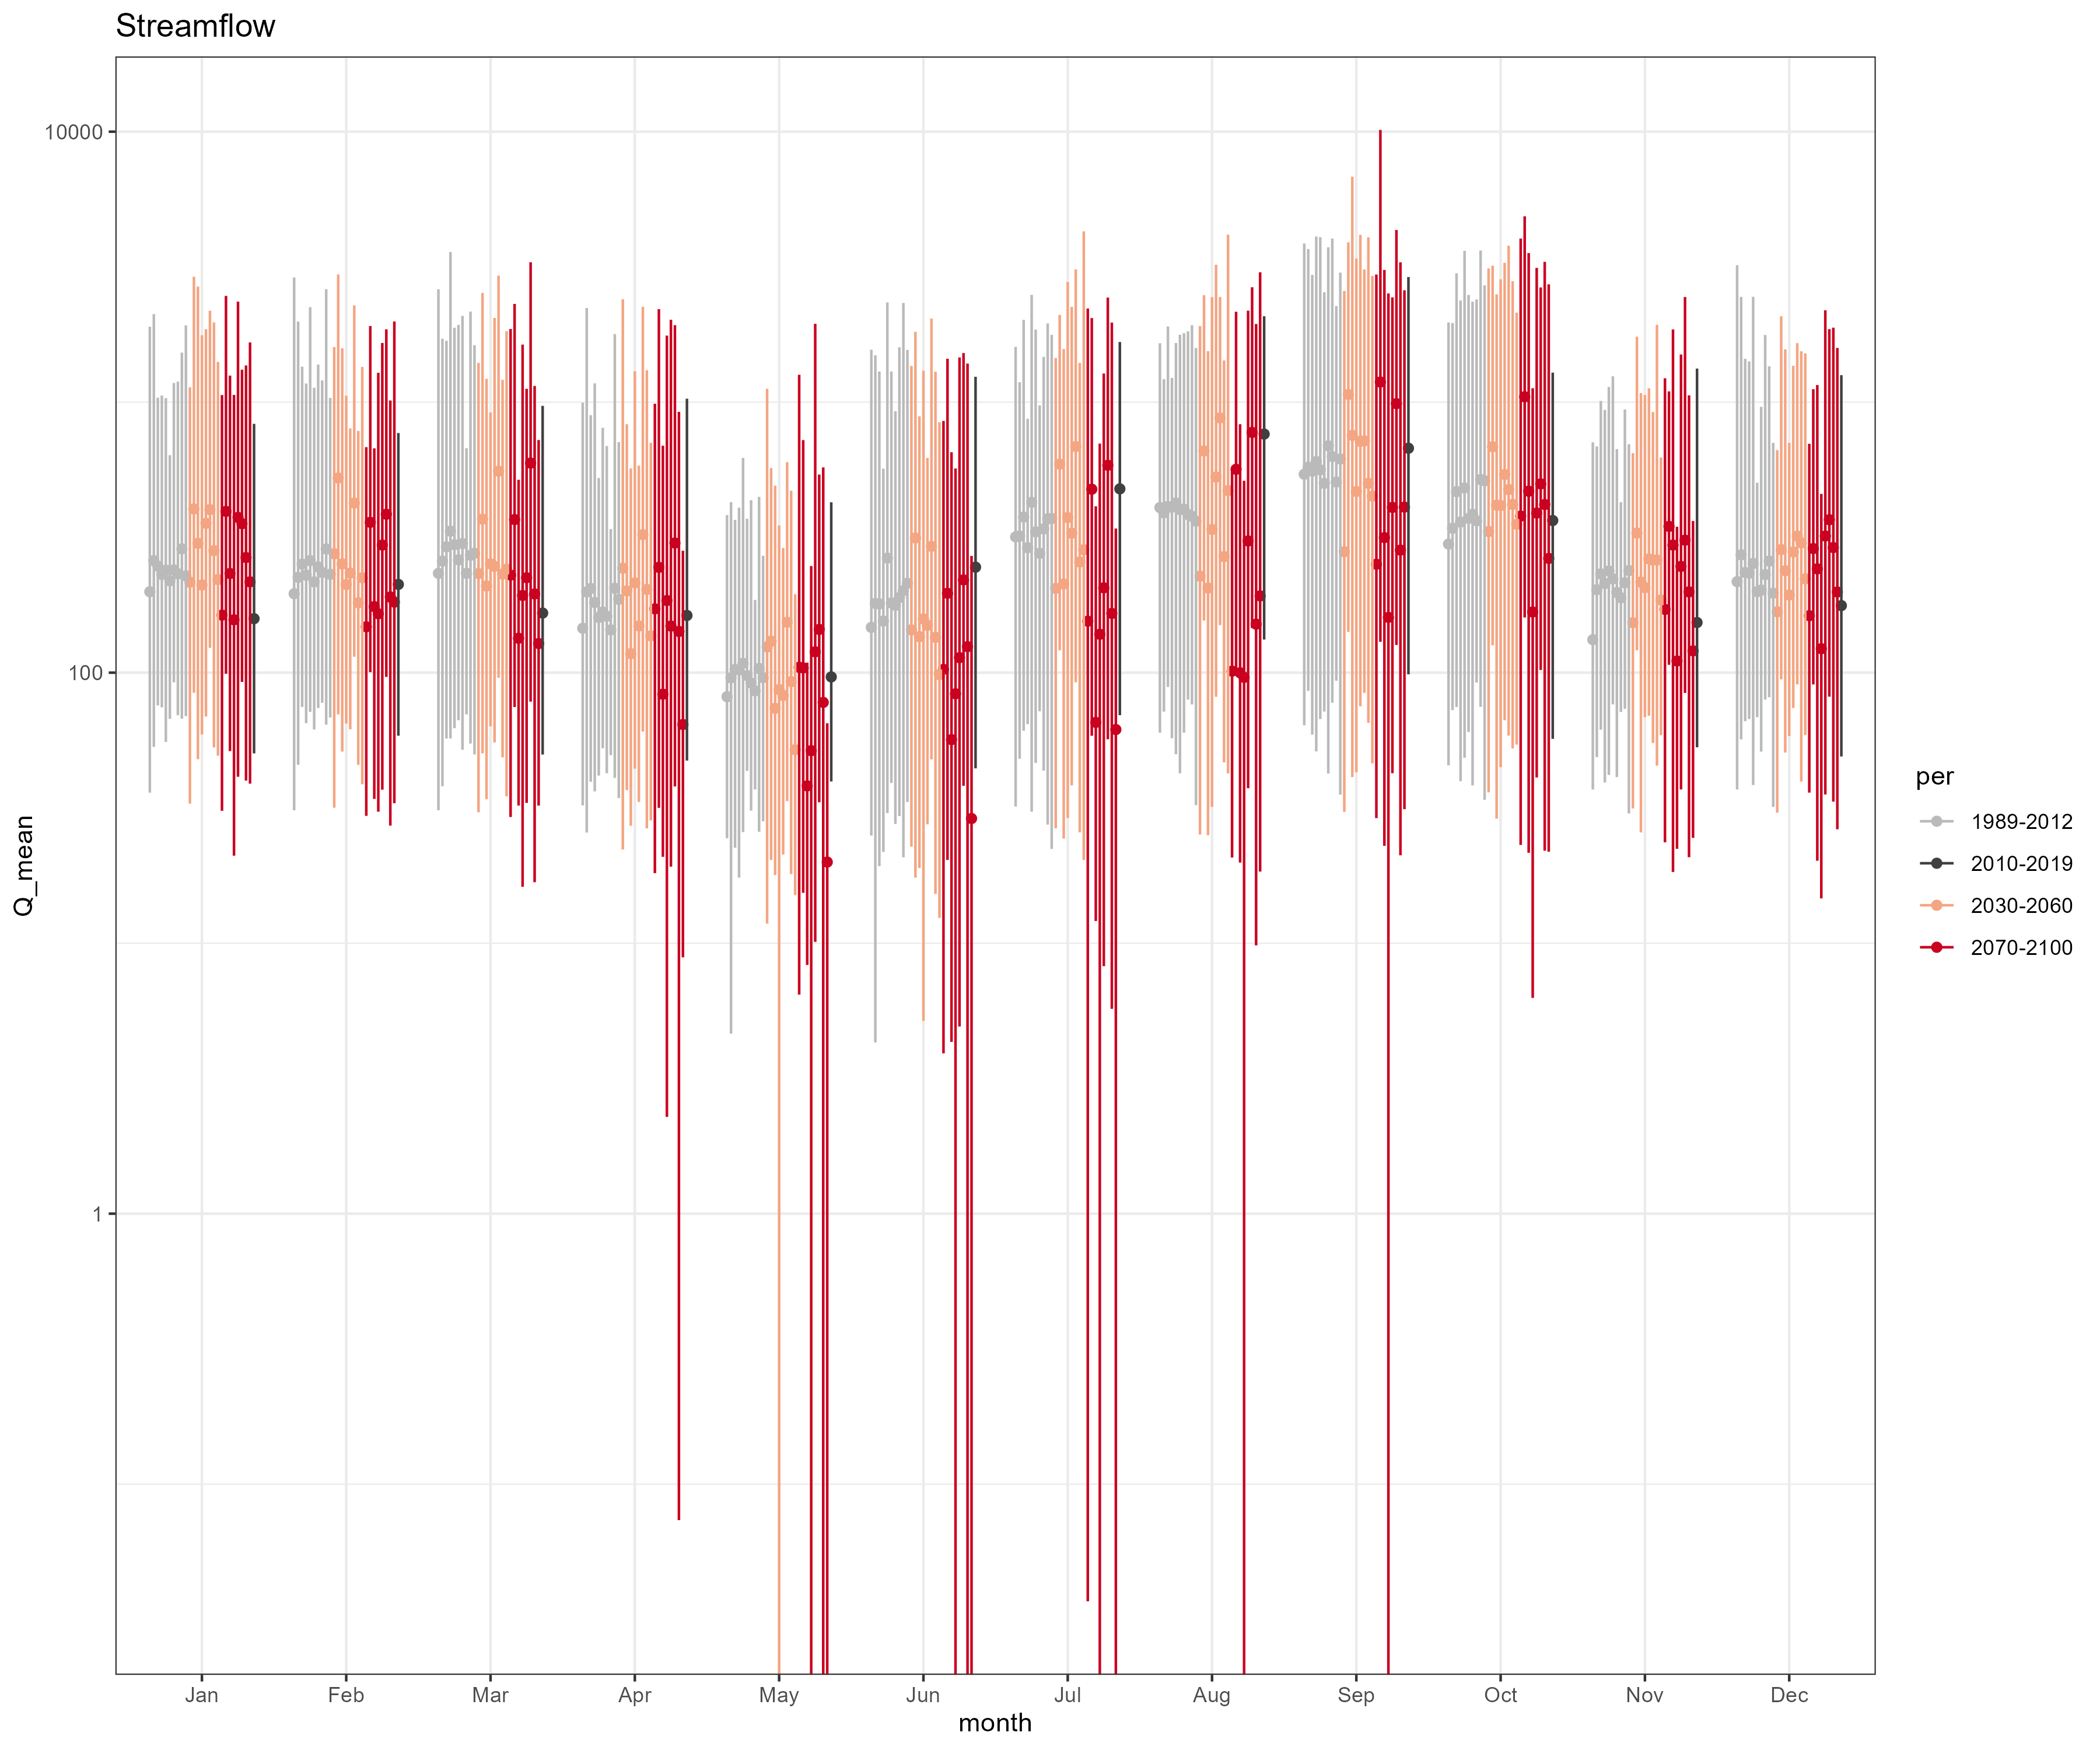 Streamflow
10000
100
1
Q_mean
Jan Feb Mar Apr May Jun Jul Aug Sep Oct Nov Dec
month
per
1989-2012
2010-2019
2030-2060
2070-2100